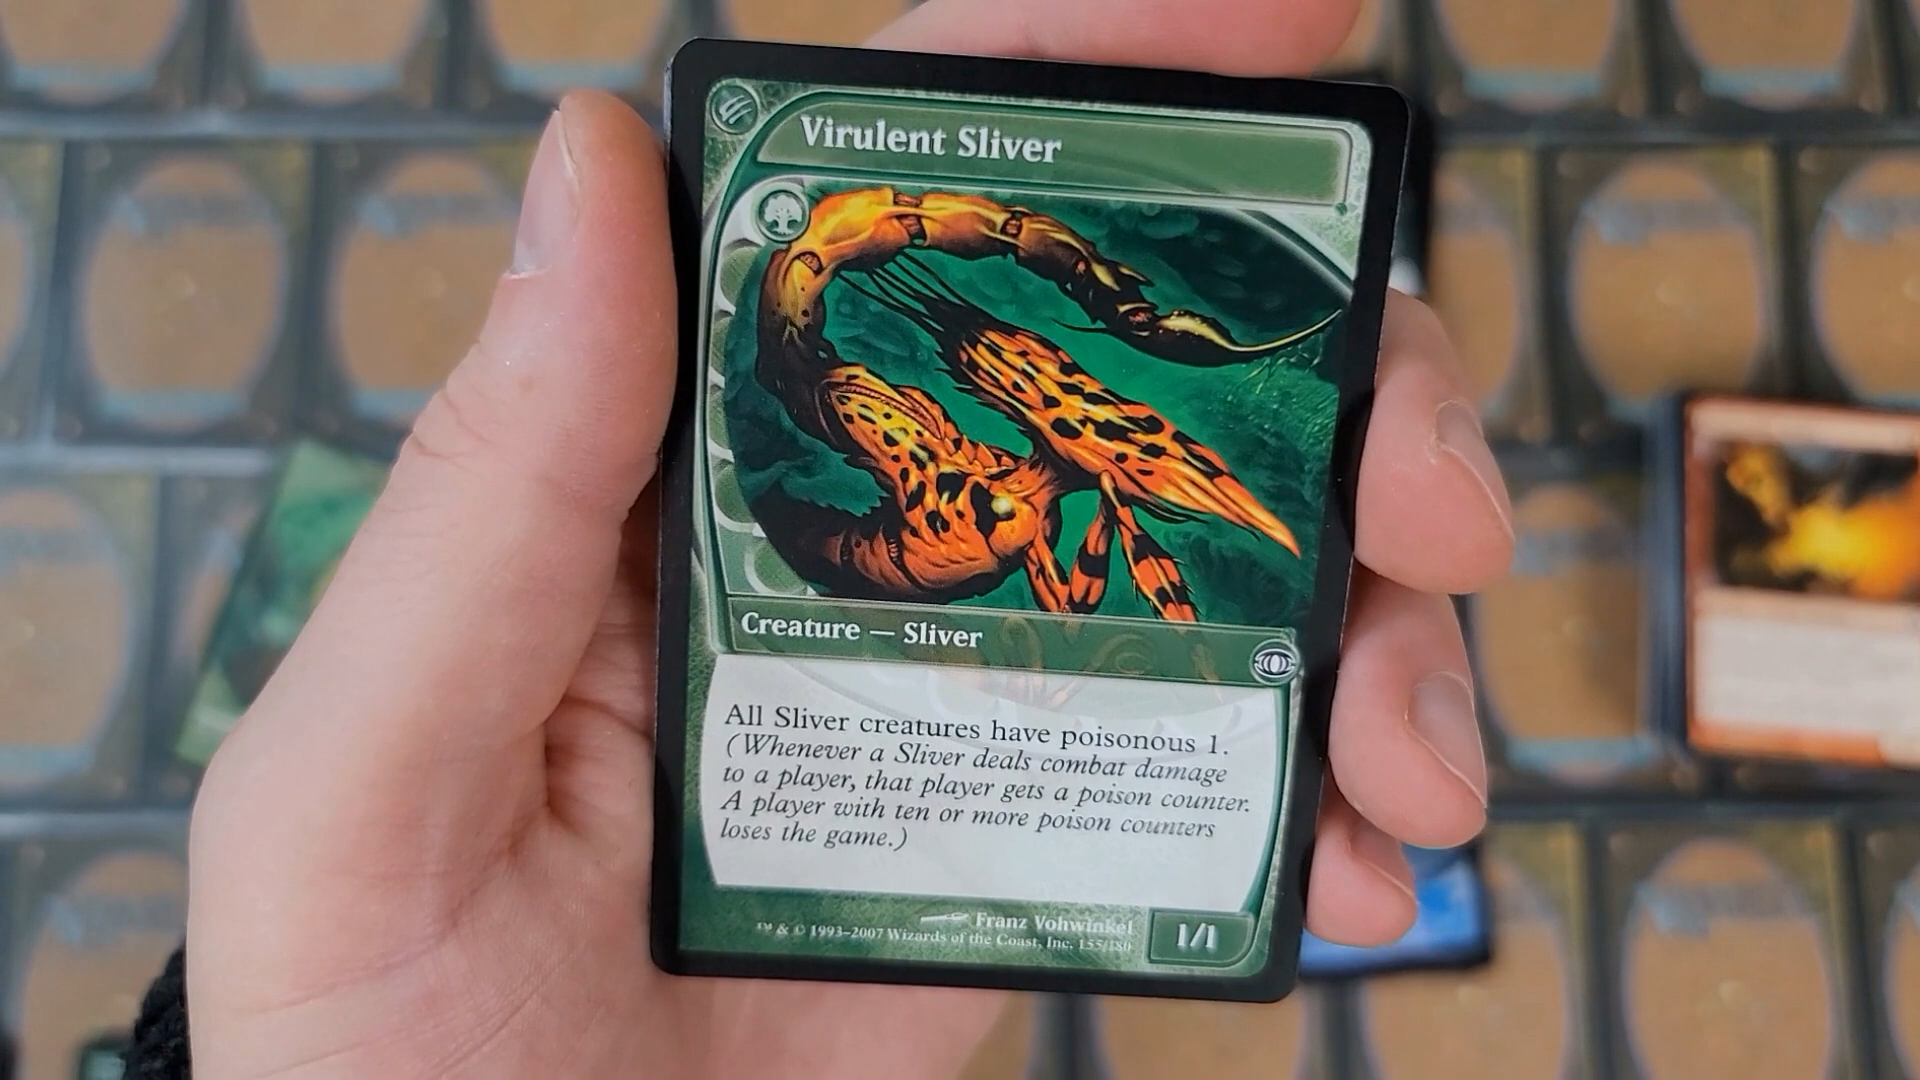 Virulent Sliver
Creature — Sliver
All Sliver creatures have poisonous 1.
(Whenever a Sliver deals combat damage
to a player, that player gets a poison counter.
A player with ten or more poison counters
loses the game.)
Franz Vohwinkel
™ & © 1993–2007 Wizards of the Coast, Inc. 155/180
1/1